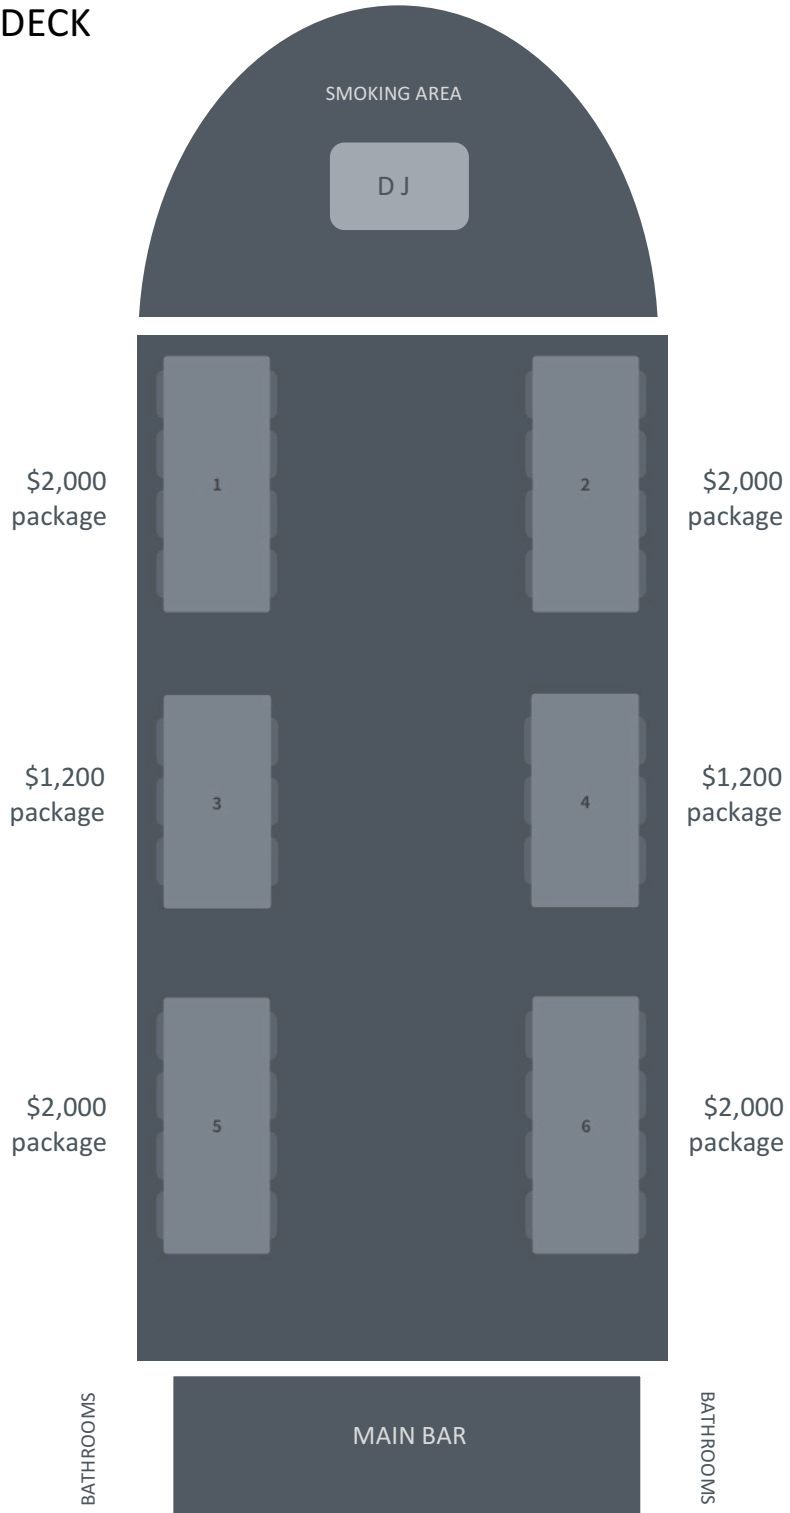 DECK
SMOKING AREA
D J
1
2
$2,000
package
$2,000
package
3
4
$1,200
package
$1,200
package
5
6
$2,000
package
$2,000
package
BATHROOMS
MAIN BAR
BATHROOMS